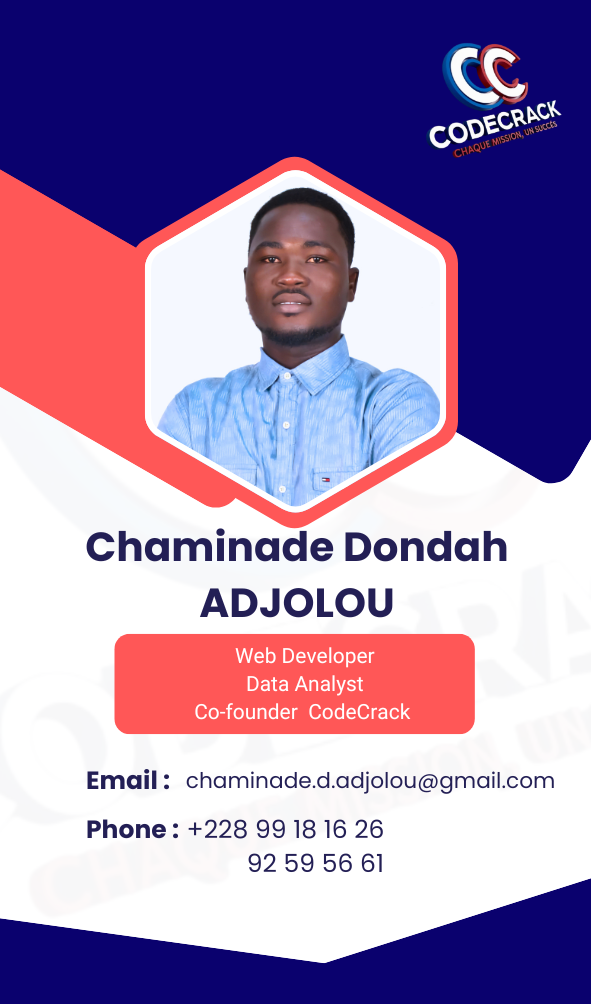 CC
CODECRACK
CHAQUE MISSION, UN SUCCÈS
Chaminade Dondah
ADJOLOU
Web Developer
Data Analyst
Co-founder CodeCrack
Email : chaminade.d.adjolou@gmail.com
Phone : +228 99 18 16 26
92 59 56 61